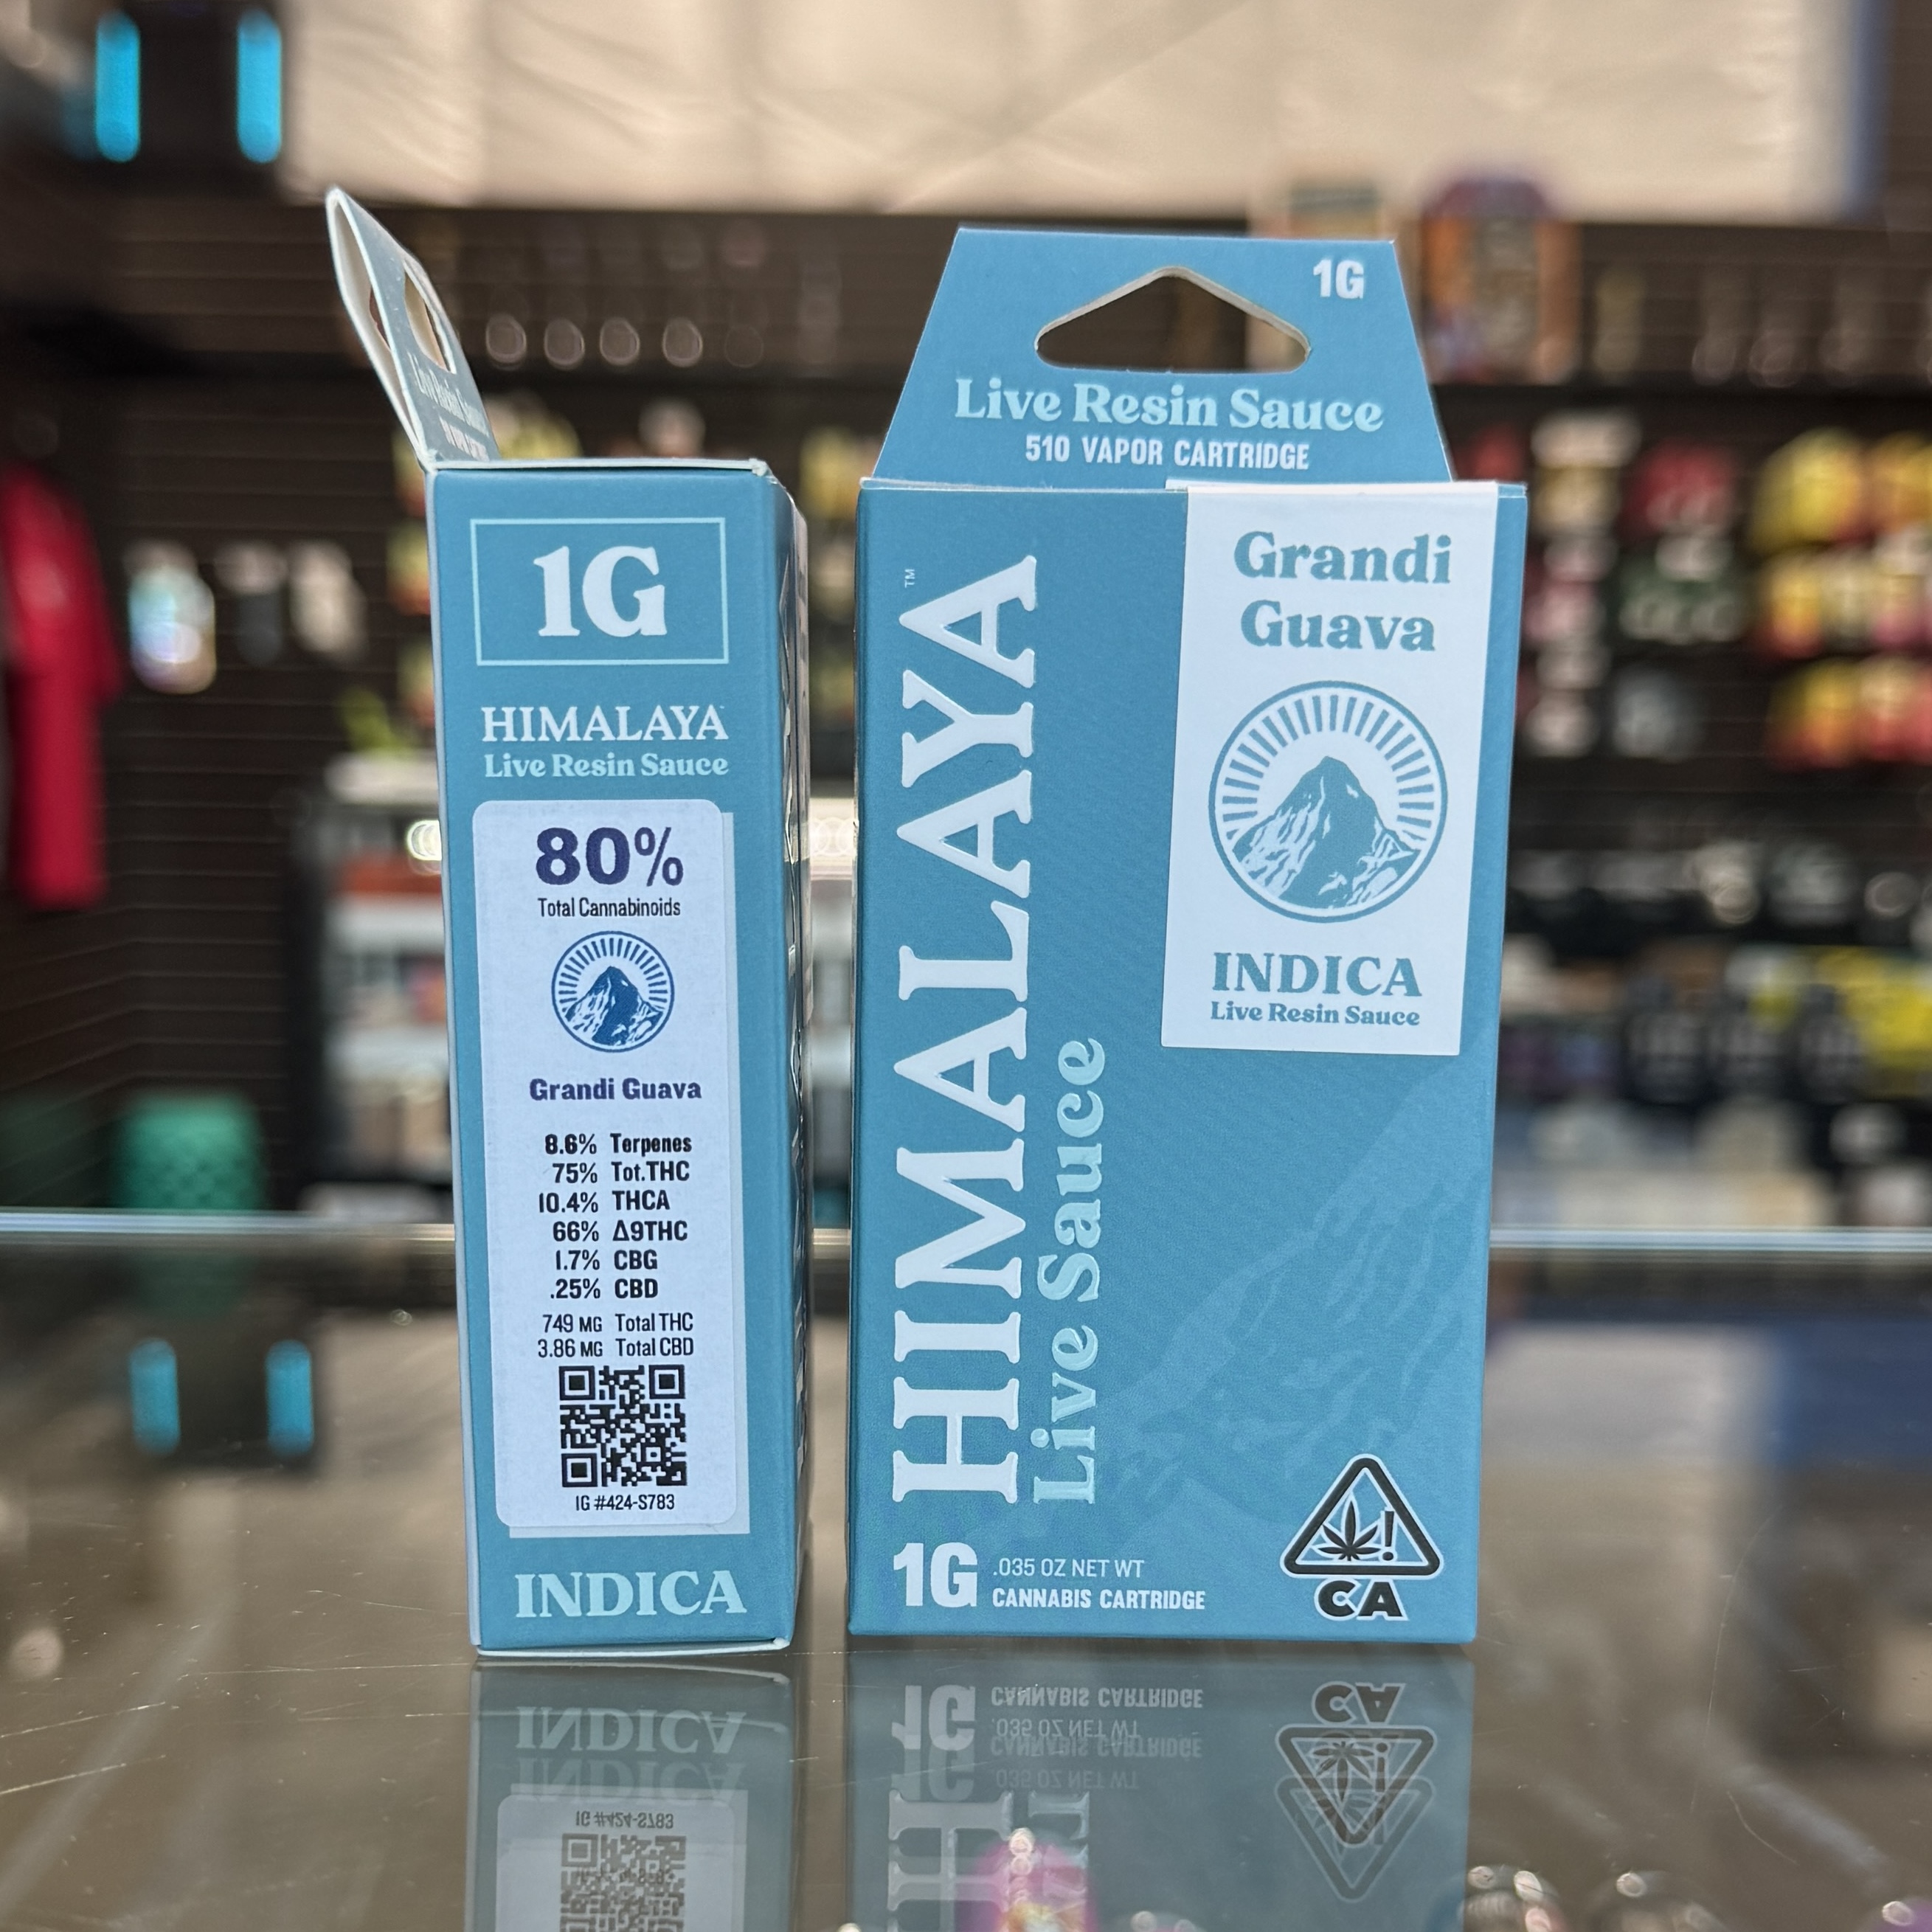 1G
HIMALAYA
Live Resin Sauce
80%
Total Cannabinoids
Grandi Guava
8.6% Terpenes
75% Tot.THC
10.4% THCA
66% Δ9THC
1.7% CBG
.25% CBD
749 MG Total THC
3.86 MG Total CBD
IG #424-S783
INDICA
1G
Live Resin Sauce
510 VAPOR CARTRIDGE
HIMALAYA™
Live Sauce
Grandi
Guava
INDICA
Live Resin Sauce
1G
.035 OZ NET WT
CANNABIS CARTRIDGE
!
CA